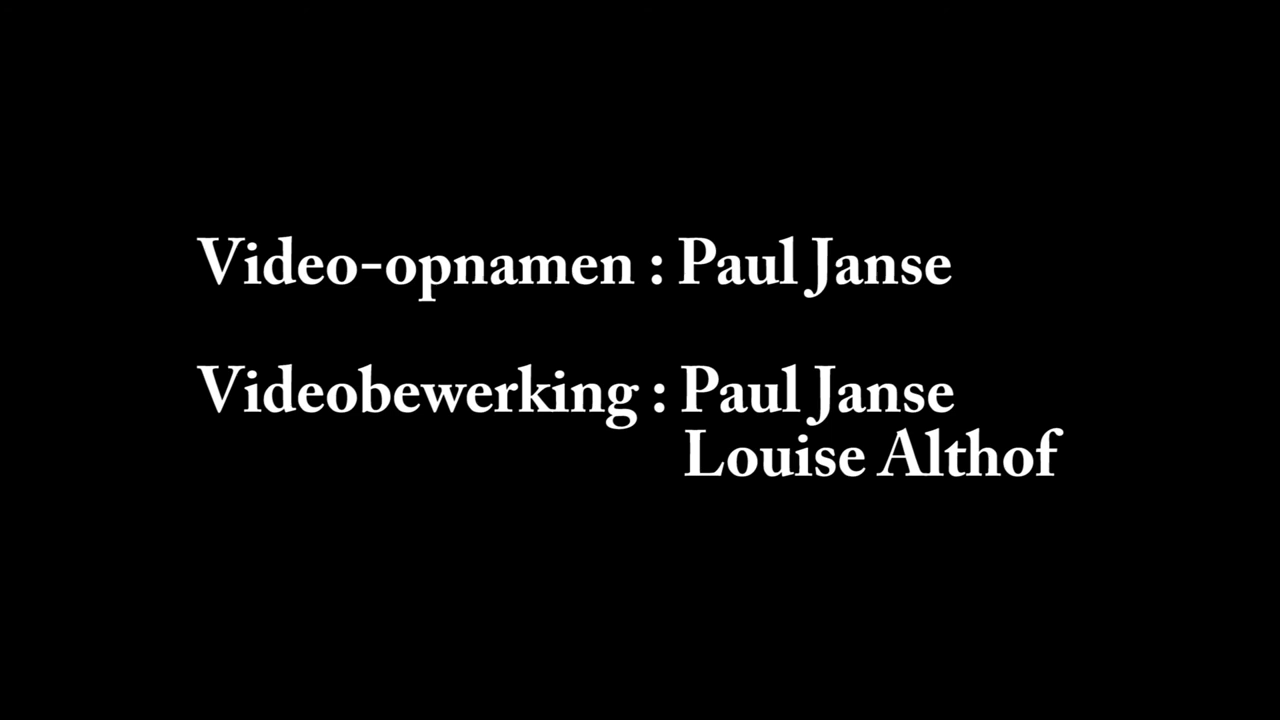 Video-opnamen : Paul Janse
Videobewerking : Paul Janse
Louise Althof